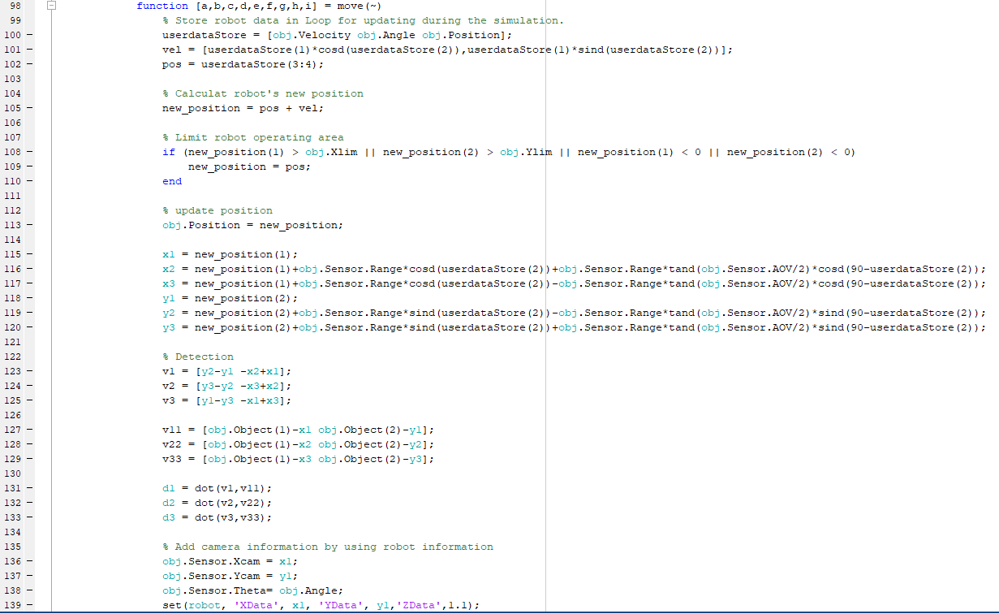 98 function [a,b,c,d,e,f,g,h,i] = move(~)
99 % Store robot data in Loop for updating during the simulation.
100 – userdataStore = [obj.Velocity obj.Angle obj.Position];
101 – vel = [userdataStore(1)*cosd(userdataStore(2)),userdataStore(1)*sind(userdataStore(2))];
102 – pos = userdataStore(3:4);
103
104 % Calculat robot's new position
105 – new_position = pos + vel;
106
107 % Limit robot operating area
108 – if (new_position(1) > obj.Xlim || new_position(2) > obj.Ylim || new_position(1) < 0 || new_position(2) < 0)
109 – new_position = pos;
110 – end
111
112 % update position
113 – obj.Position = new_position;
114
115 – x1 = new_position(1);
116 – x2 = new_position(1)+obj.Sensor.Range*cosd(userdataStore(2))+obj.Sensor.Range*tand(obj.Sensor.AOV/2)*cosd(90-userdataStore(2));
117 – x3 = new_position(1)+obj.Sensor.Range*cosd(userdataStore(2))-obj.Sensor.Range*tand(obj.Sensor.AOV/2)*cosd(90-userdataStore(2));
118 – y1 = new_position(2);
119 – y2 = new_position(2)+obj.Sensor.Range*sind(userdataStore(2))-obj.Sensor.Range*tand(obj.Sensor.AOV/2)*sind(90-userdataStore(2));
120 – y3 = new_position(2)+obj.Sensor.Range*sind(userdataStore(2))+obj.Sensor.Range*tand(obj.Sensor.AOV/2)*sind(90-userdataStore(2));
121
122 % Detection
123 – v1 = [y2-y1 -x2+x1];
124 – v2 = [y3-y2 -x3+x2];
125 – v3 = [y1-y3 -x1+x3];
126
127 – v11 = [obj.Object(1)-x1 obj.Object(2)-y1];
128 – v22 = [obj.Object(1)-x2 obj.Object(2)-y2];
129 – v33 = [obj.Object(1)-x3 obj.Object(2)-y3];
130
131 – d1 = dot(v1,v11);
132 – d2 = dot(v2,v22);
133 – d3 = dot(v3,v33);
134
135 % Add camera information by using robot information
136 – obj.Sensor.Xcam = x1;
137 – obj.Sensor.Ycam = y1;
138 – obj.Sensor.Theta= obj.Angle;
139 – set(robot, 'XData', x1, 'YData', y1,'ZData',1.1);